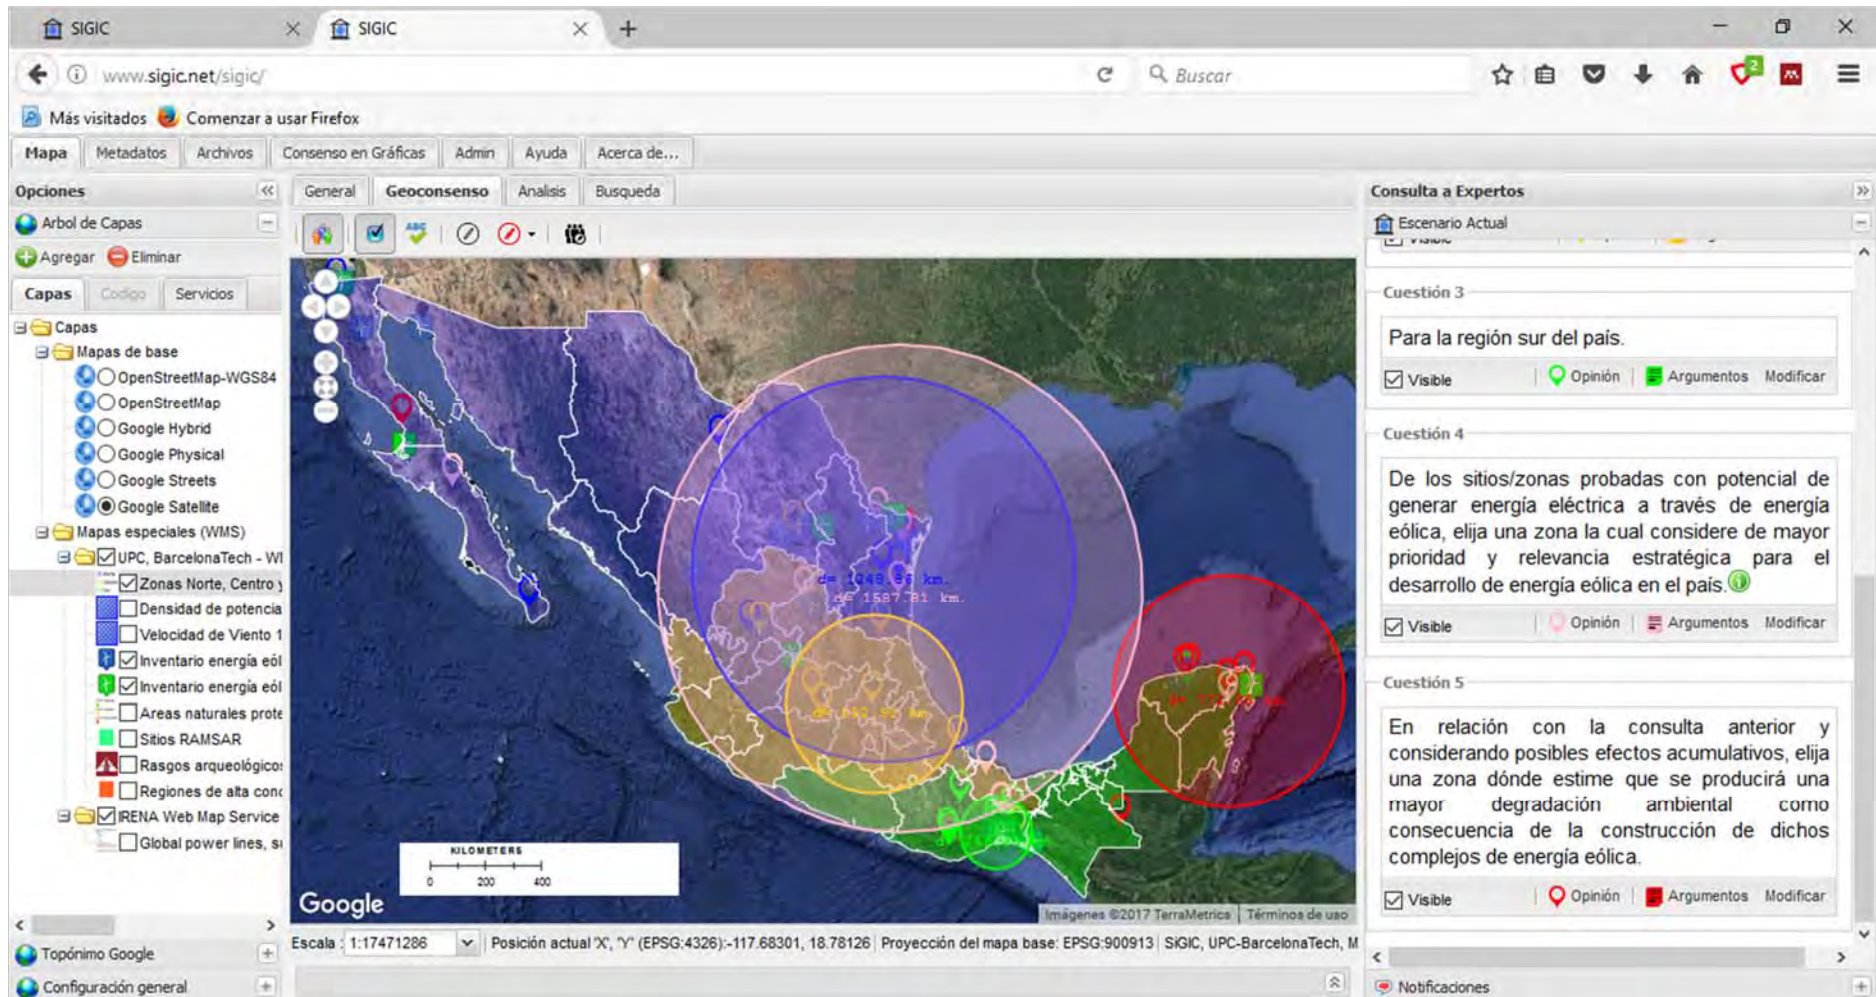 SIGIC
SIGIC
www.sigic.net/sigic/
Buscar
2
Más visitados Comenzar a usar Firefox
Mapa Metadatos Archivos Consenso en Gráficas Admin Ayuda Acerca de...
Opciones
General Geoconsenso Analisis Busqueda
Consulta a Expertos
Arbol de Capas
Agregar Eliminar
Capas Codigo Servicios
Capas
Mapas de base
OpenStreetMap-WGS84
OpenStreetMap
Google Hybrid
Google Physical
Google Streets
Google Satellite
Mapas especiales (WMS)
UPC, BarcelonaTech - WI
Zonas Norte, Centro y
Densidad de potencia
Velocidad de Viento 1
Inventario energía eól
Inventario energía eól
Areas naturales prote
Sitios RAMSAR
Rasgos arqueológico
Regiones de alta conc
IRENA Web Map Service
Global power lines, su
Topónimo Google
Configuración general
ABC
d= 1587.81 km.
KILOMETERS
0 200 400
Google
Imágenes ©2017 TerraMetrics Términos de uso
Escala : 1:17471286 Posición actual 'X', 'Y' (EPSG:4326):-117.68301, 18.78126 Proyección del mapa base: EPSG:900913 SiGIC, UPC-BarcelonaTech, M
Escenario Actual
Visible
Cuestión 3
Para la región sur del país.
Visible Opinión Argumentos Modificar
Cuestión 4
De los sitios/zonas probadas con potencial de
generar energía eléctrica a través de energía
eólica, elija una zona la cual considere de mayor
prioridad y relevancia estratégica para el
desarrollo de energía eólica en el país.
Visible Opinión Argumentos Modificar
Cuestión 5
En relación con la consulta anterior y
considerando posibles efectos acumulativos, elija
una zona dónde estime que se producirá una
mayor degradación ambiental como
consecuencia de la construcción de dichos
complejos de energía eólica.
Visible Opinión Argumentos Modificar
Notificaciones